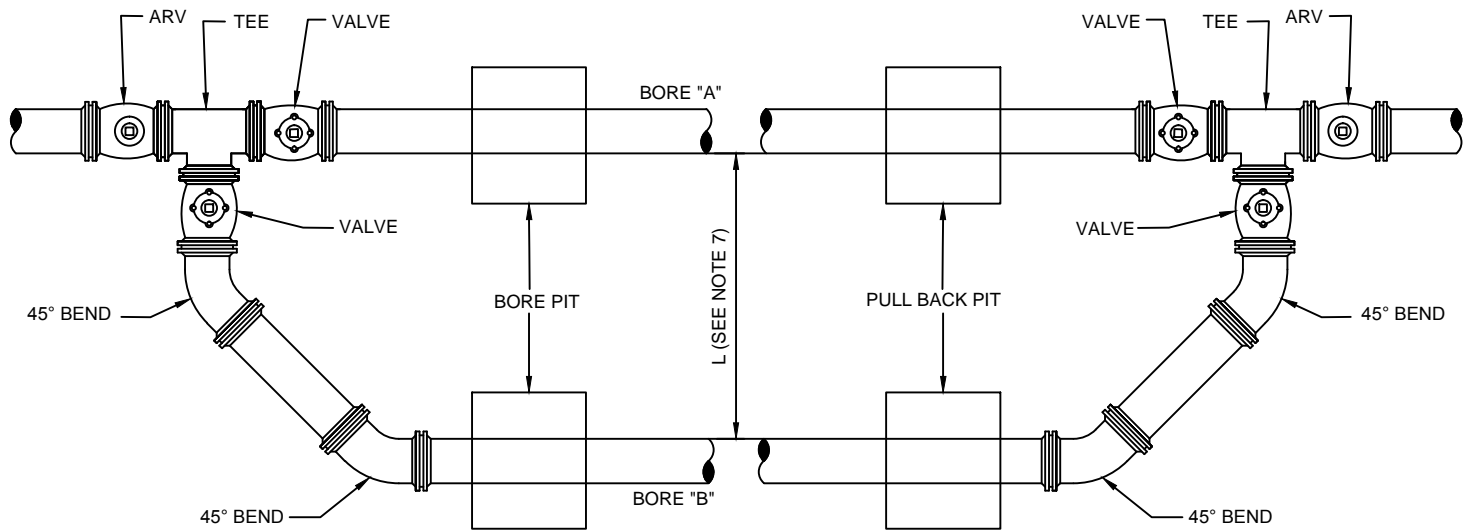 ARV
TEE
VALVE
VALVE
TEE
ARV
BORE "A"
VALVE
VALVE
BORE PIT
L (SEE NOTE 7)
PULL BACK PIT
45° BEND
45° BEND
BORE "B"
45° BEND
45° BEND